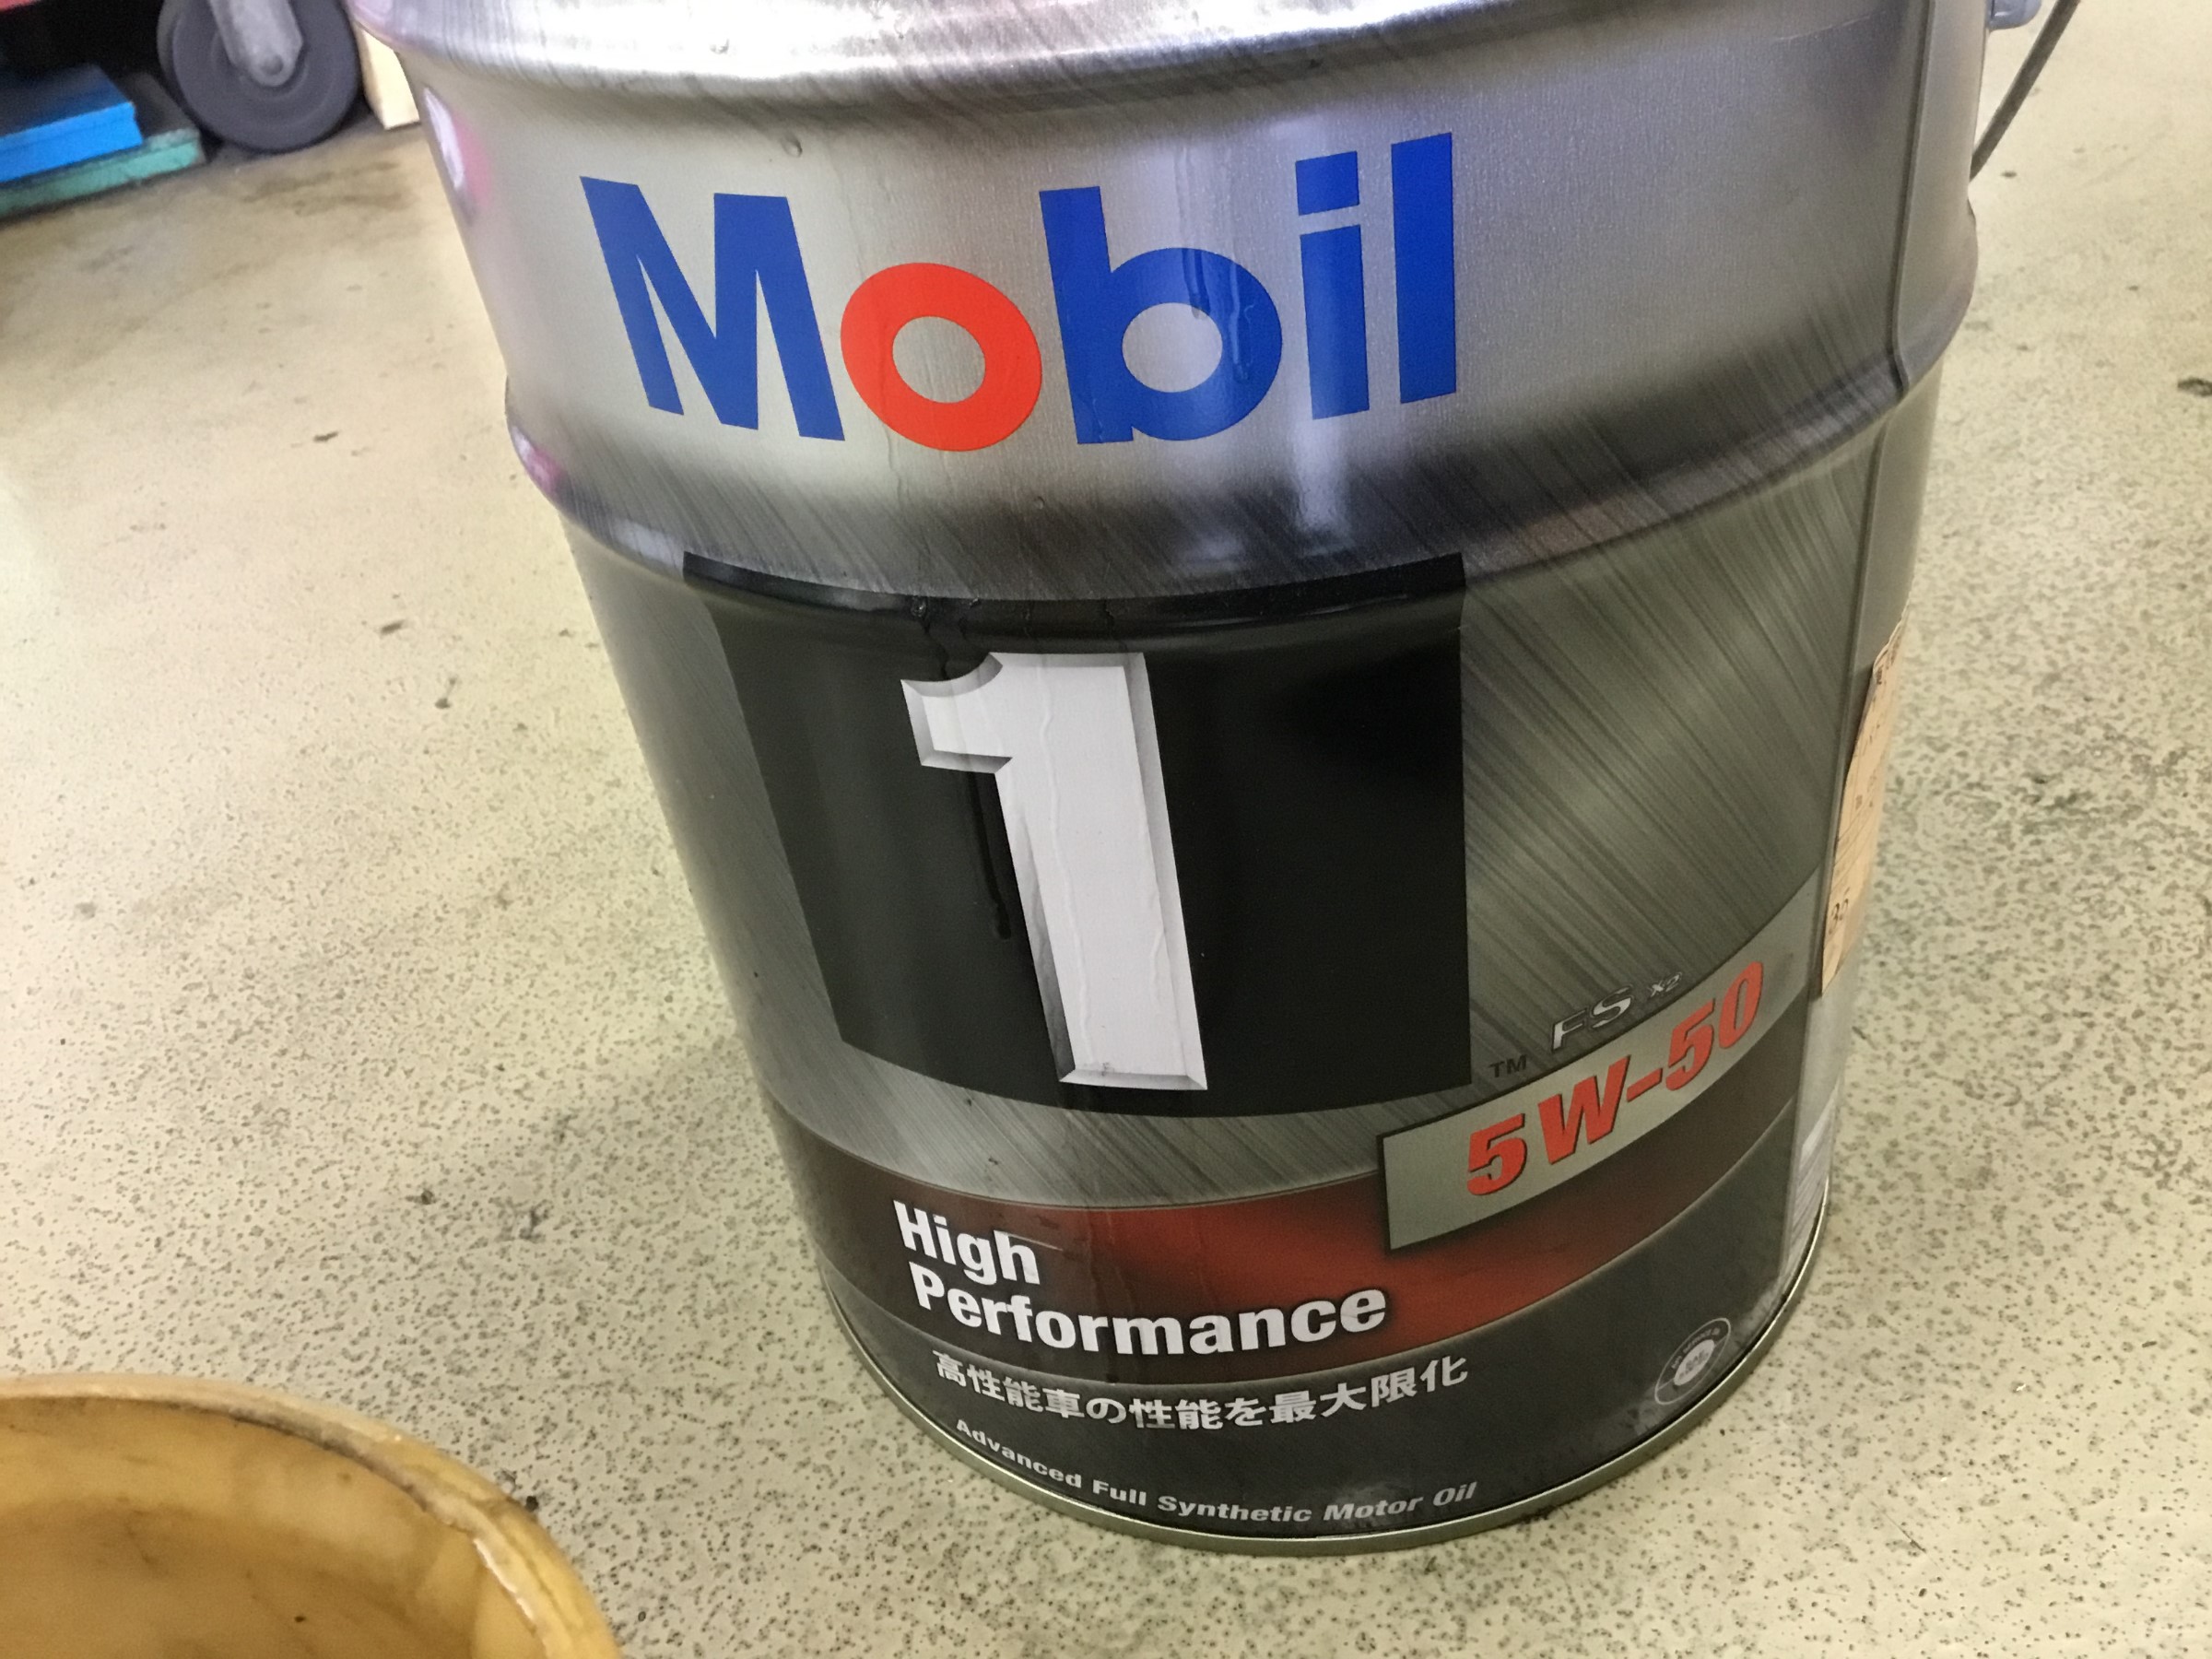 Mobil
1
TM
FS x2
5W-50
High
Performance
高性能車の性能を最大限化
Advanced Full Synthetic Motor Oil